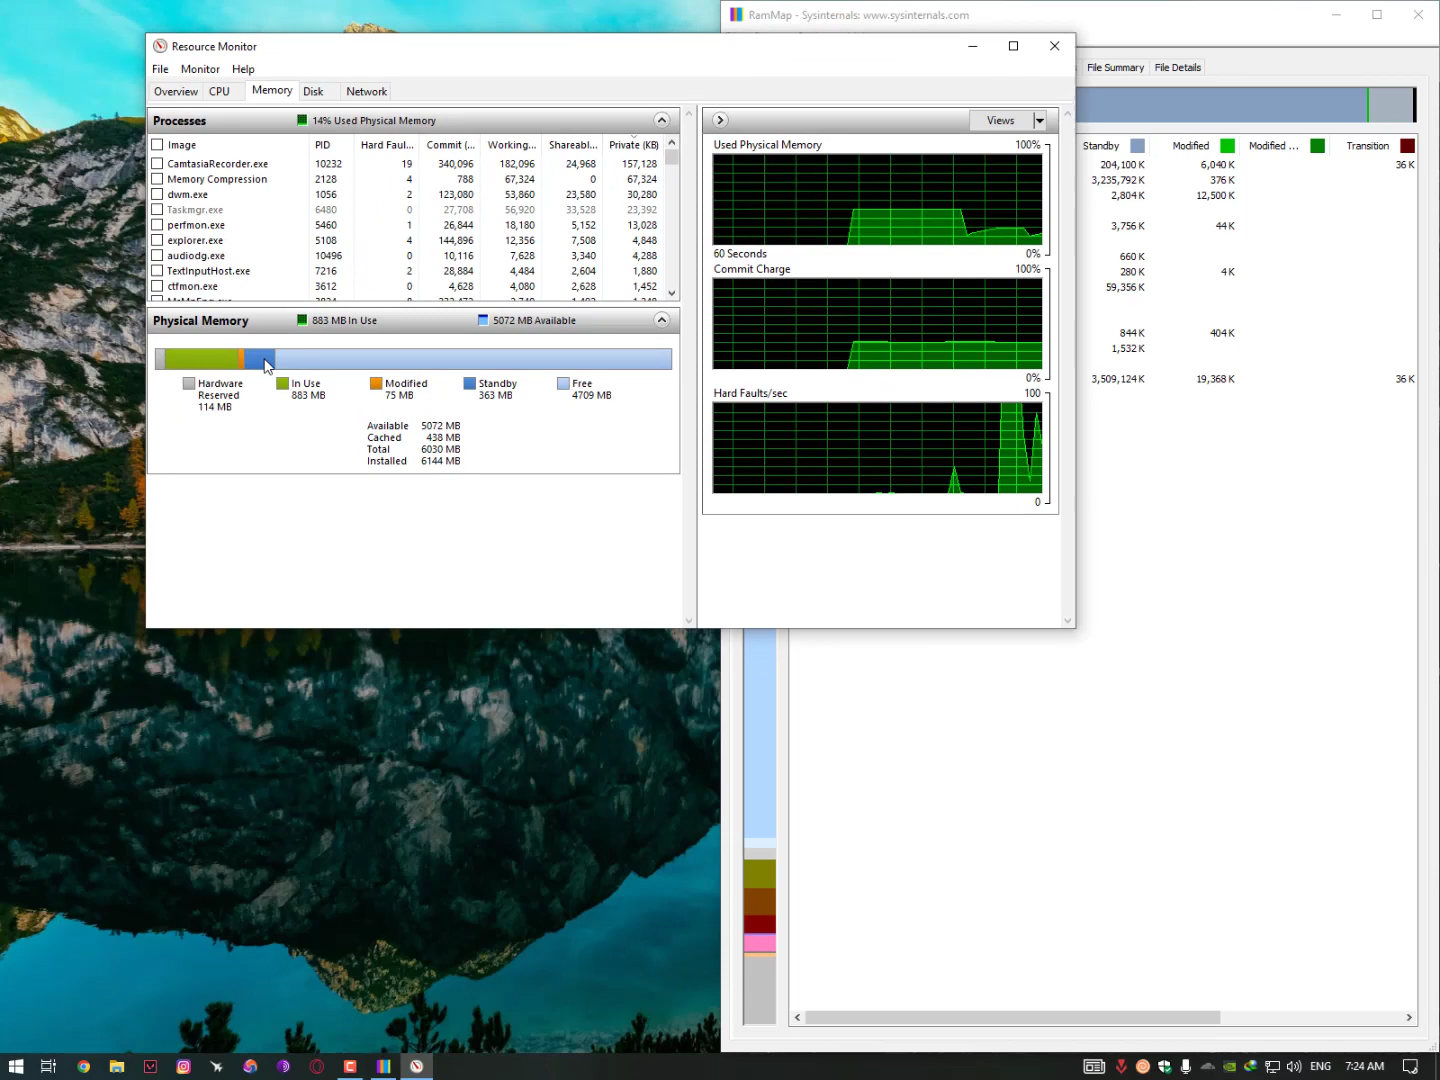 RamMap - Sysinternals: www.sysinternals.com
Resource Monitor
File Monitor Help
Overview CPU Memory Disk Network
File Summary File Details
Processes 14% Used Physical Memory
Image PID Hard Faul... Commit (... Working... Shareabl... Private (KB)
CamtasiaRecorder.exe 10232 19 340,096 182,096 24,968 157,128
Memory Compression 2128 4 788 67,324 0 67,324
dwm.exe 1056 2 123,080 53,860 23,580 30,280
Taskmgr.exe 6480 0 27,708 56,920 33,528 23,392
perfmon.exe 5460 1 26,844 18,180 5,152 13,028
explorer.exe 5108 4 144,896 12,356 7,508 4,848
audiodg.exe 10496 0 10,116 7,628 3,340 4,288
TextInputHost.exe 7216 2 28,884 4,484 2,604 1,880
ctfmon.exe 3612 0 4,628 4,080 2,628 1,452
Physical Memory 883 MB In Use 5072 MB Available
Hardware Reserved 114 MB
In Use 883 MB
Modified 75 MB
Standby 363 MB
Free 4709 MB
Available 5072 MB
Cached 438 MB
Total 6030 MB
Installed 6144 MB
Views
Used Physical Memory 100%
60 Seconds 0%
Commit Charge 100%
0%
Hard Faults/sec 100
0
Standby Modified Modified ... Transition
204,100 K 6,040 K 36 K
3,235,792 K 376 K
2,804 K 12,500 K
3,756 K 44 K
660 K
280 K 4 K
59,356 K
844 K 404 K
1,532 K
3,509,124 K 19,368 K 36 K
ENG 7:24 AM